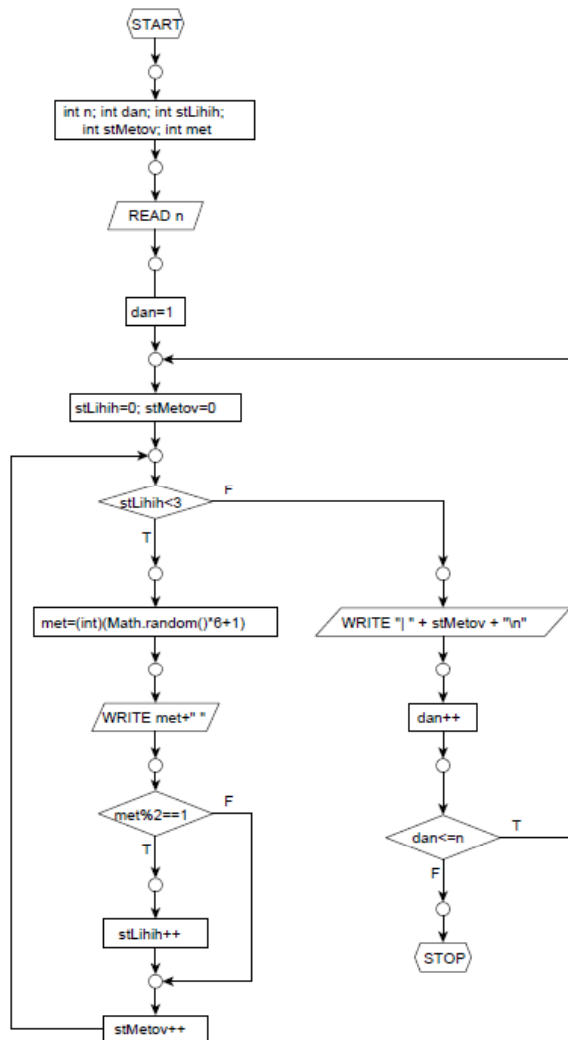 START
int n; int dan; int stLihih;
int stMetov; int met
READ n
dan=1
stLihih=0; stMetov=0
stLihih<3
F
T
met=(int)(Math.random()*6+1)
WRITE "| " + stMetov + "\n"
WRITE met+" "
dan++
met%2==1
F
T
dan<=n
T
F
stLihih++
STOP
stMetov++